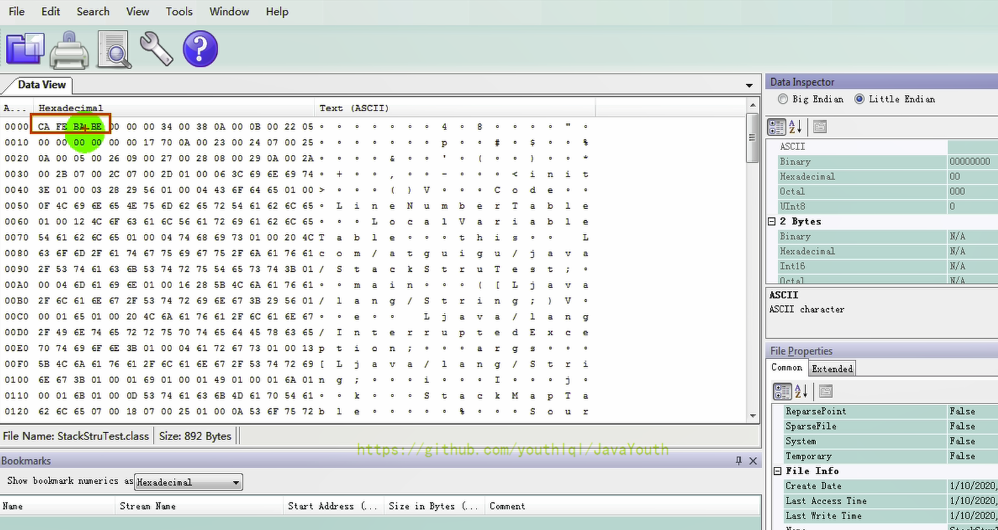 File Edit Search View Tools Window Help
Data View
A... Hexadecimal Text (ASCII)
0000 CA FE BA BE 00 00 00 34 00 38 0A 00 0B 00 22 05 ∘ ∘ ∘ ∘ ∘ ∘ ∘ 4 ∘ 8 ∘ ∘ ∘ ∘ " ∘
0010 00 00 00 00 00 00 17 70 0A 00 23 00 24 07 00 25 ∘ ∘ ∘ ∘ ∘ ∘ ∘ p ∘ ∘ # ∘ $ ∘ ∘ %
0020 0A 00 05 00 26 09 00 27 00 28 08 00 29 0A 00 2A ∘ ∘ ∘ ∘ & ∘ ∘ ' ∘ ( ∘ ∘ ) ∘ ∘ *
0030 00 2B 07 00 2C 07 00 2D 01 00 06 3C 69 6E 69 74 ∘ + ∘ ∘ , ∘ ∘ - ∘ ∘ ∘ < i n i t
0040 3E 01 00 03 28 29 56 01 00 04 43 6F 64 65 01 00 > ∘ ∘ ∘ ( ) V ∘ ∘ ∘ C o d e ∘ ∘
0050 0F 4C 69 6E 65 4E 75 6D 62 65 72 54 61 62 6C 65 ∘ L i n e N u m b e r T a b l e
0060 01 00 12 4C 6F 63 61 6C 56 61 72 69 61 62 6C 65 ∘ ∘ ∘ L o c a l V a r i a b l e
0070 54 61 62 6C 65 01 00 04 74 68 69 73 01 00 20 4C T a b l e ∘ ∘ ∘ t h i s ∘ ∘ L
0080 63 6F 6D 2F 61 74 67 75 69 67 75 2F 6A 61 76 61 c o m / a t g u i g u / j a v a
0090 2F 53 74 61 63 6B 53 74 72 75 54 65 73 74 3B 01 / S t a c k S t r u T e s t ; ∘
00A0 00 04 6D 61 69 6E 01 00 16 28 5B 4C 6A 61 76 61 ∘ ∘ m a i n ∘ ∘ ∘ ( [ L j a v a
00B0 2F 6C 61 6E 67 2F 53 74 72 69 6E 67 3B 29 56 01 / l a n g / S t r i n g ; ) V ∘
00C0 00 01 65 01 00 20 4C 6A 61 76 61 2F 6C 61 6E 67 ∘ ∘ e ∘ ∘ L j a v a / l a n g
00D0 2F 49 6E 74 65 72 72 75 70 74 65 64 45 78 63 65 / I n t e r r u p t e d E x c e
00E0 70 74 69 6F 6E 3B 01 00 04 61 72 67 73 01 00 13 p t i o n ; ∘ ∘ ∘ a r g s ∘ ∘ ∘
00F0 5B 4C 6A 61 76 61 2F 6C 61 6E 67 2F 53 74 72 69 [ L j a v a / l a n g / S t r i
0100 6E 67 3B 01 00 01 69 01 00 01 49 01 00 01 6A 01 n g ; ∘ ∘ ∘ i ∘ ∘ ∘ I ∘ ∘ ∘ j ∘
0110 00 01 6B 01 00 0D 53 74 61 63 6B 4D 61 70 54 61 ∘ ∘ k ∘ ∘ ∘ S t a c k M a p T a
0120 62 6C 65 07 00 18 07 00 25 01 00 0A 53 6F 75 72 b l e ∘ ∘ ∘ ∘ ∘ % ∘ ∘ ∘ S o u r
File Name: StackStruTest.class Size: 892 Bytes
Bookmarks
Show bookmark numerics as Hexadecimal
Name Stream Name Start Address (... Size in Bytes (... Comment
https://github.com/youthlql/JavaYouth
Data Inspector
Big Endian Little Endian
ASCII
Binary 00000000
Hexadecimal 00
Octal 000
UInt8 0
2 Bytes
Binary N/A
Hexadecimal N/A
Int16 N/A
Octal N/A
ASCII
ASCII character
File Properties
Common Extended
ReparsePoint False
SparseFile False
System False
Temporary False
File Info
Create Date 1/10/2020,
Last Access Time 1/10/2020,
Last Write Time 1/10/2020,